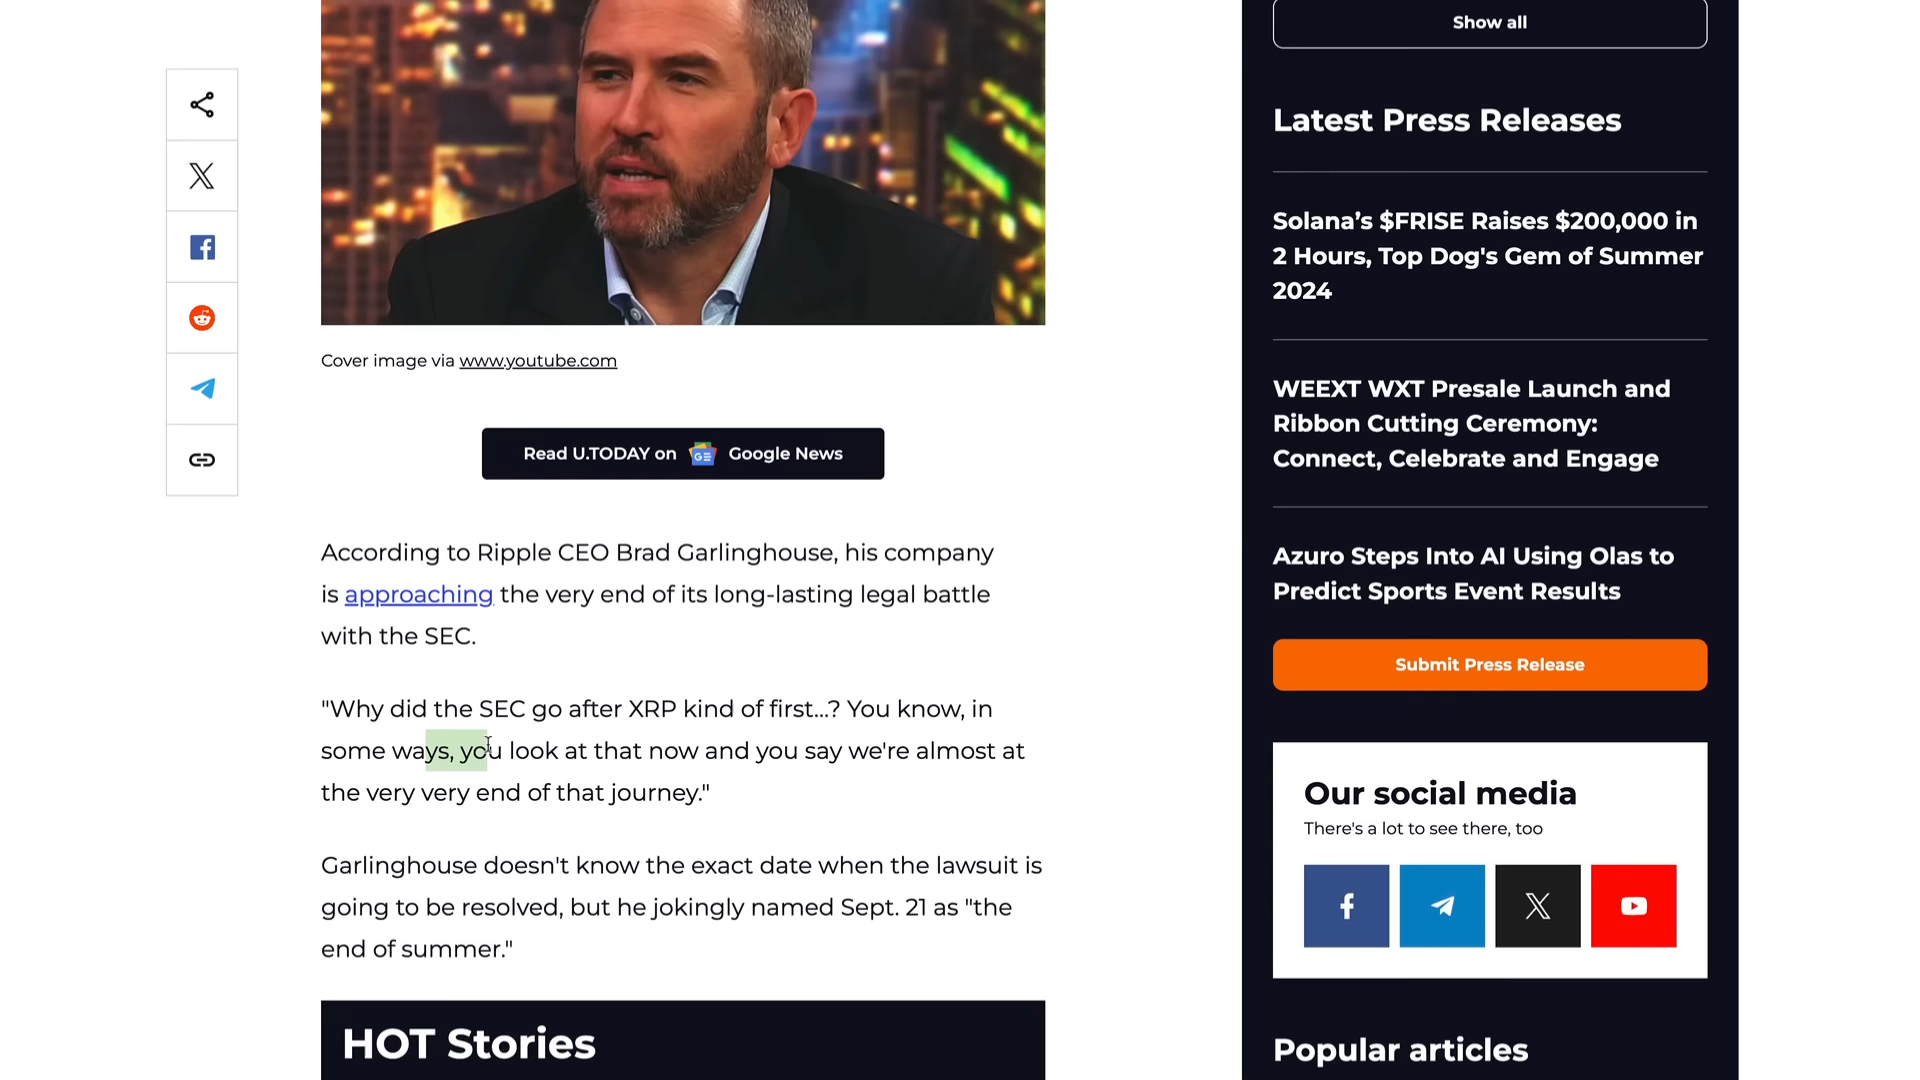 Show all
Latest Press Releases
Solana’s $FRISE Raises $200,000 in
2 Hours, Top Dog's Gem of Summer
2024
WEEXT WXT Presale Launch and
Ribbon Cutting Ceremony:
Connect, Celebrate and Engage
Azuro Steps Into AI Using Olas to
Predict Sports Event Results
Submit Press Release
Our social media
There's a lot to see there, too
Popular articles
Cover image via www.youtube.com
Read U.TODAY on GE Google News
According to Ripple CEO Brad Garlinghouse, his company
is approaching the very end of its long-lasting legal battle
with the SEC.
"Why did the SEC go after XRP kind of first...? You know, in
some ways, you look at that now and you say we're almost at
the very very end of that journey."
Garlinghouse doesn't know the exact date when the lawsuit is
going to be resolved, but he jokingly named Sept. 21 as "the
end of summer."
HOT Stories